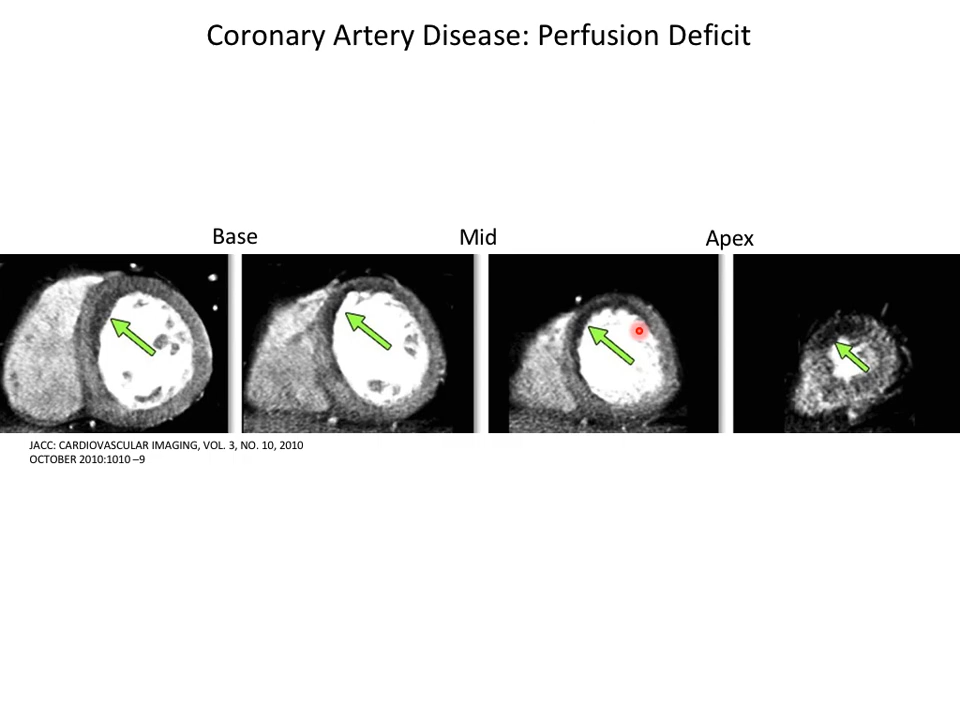 Coronary Artery Disease: Perfusion Deficit
Base Mid Apex
JACC: CARDIOVASCULAR IMAGING, VOL. 3, NO. 10, 2010
OCTOBER 2010:1010 –9